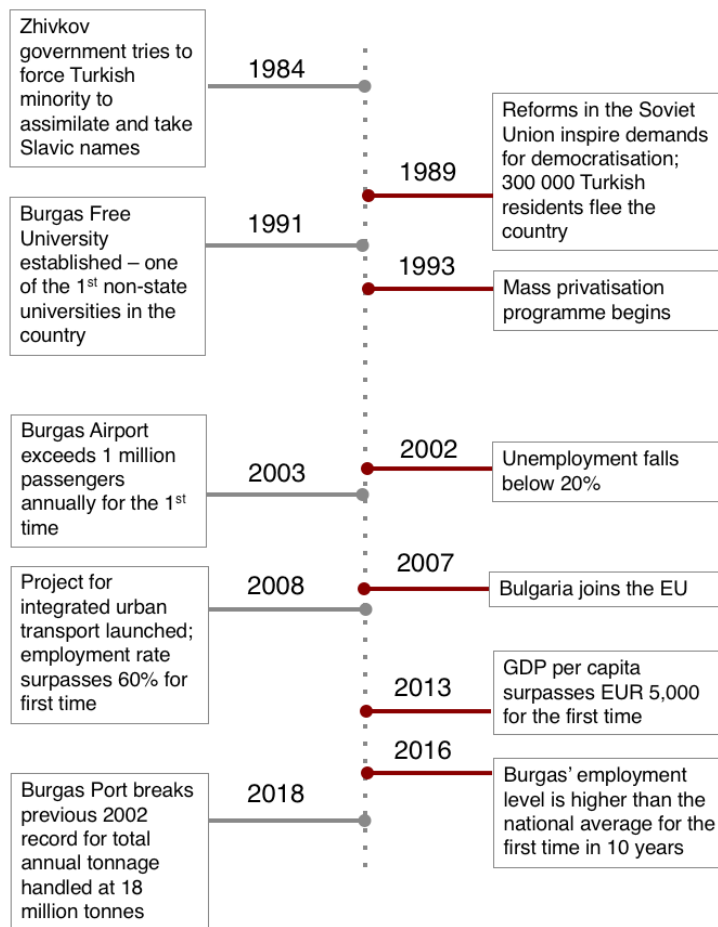 Zhivkov
government tries to
force Turkish
minority to
assimilate and take
Slavic names
1984
Reforms in the Soviet
Union inspire demands
for democratisation;
300 000 Turkish
residents flee the
country
1989
Burgas Free
University
established – one
of the 1st non-state
universities in the
country
1991
1993
Mass privatisation
programme begins
Burgas Airport
exceeds 1 million
passengers
annually for the 1st
time
2003
2002
Unemployment falls
below 20%
2007
Bulgaria joins the EU
Project for
integrated urban
transport launched;
employment rate
surpasses 60% for
first time
2008
2013
GDP per capita
surpasses EUR 5,000
for the first time
2016
Burgas’ employment
level is higher than the
national average for the
first time in 10 years
Burgas Port breaks
previous 2002
record for total
annual tonnage
handled at 18
million tonnes
2018